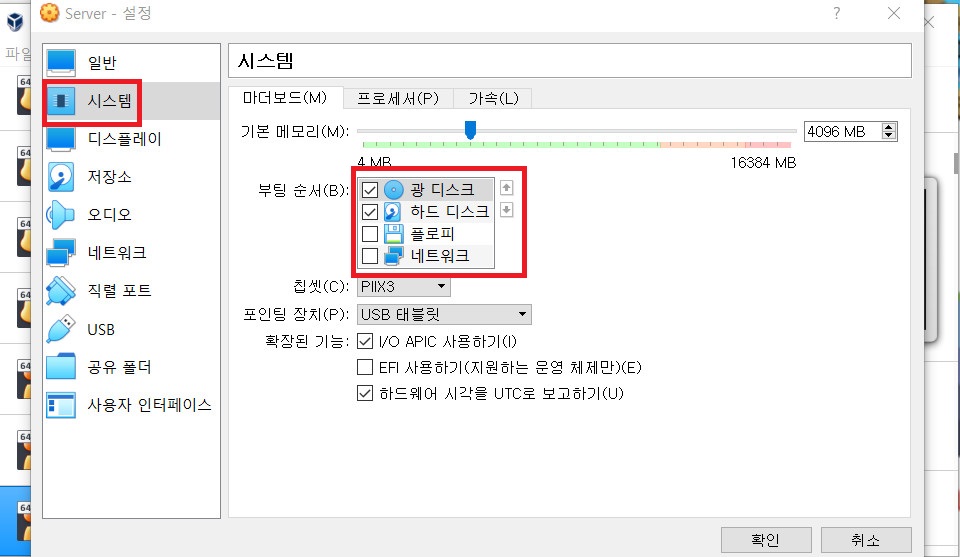 Server - 설정
?
파일
일반
시스템
디스플레이
저장소
오디오
네트워크
직렬 포트
USB
공유 폴더
사용자 인터페이스
시스템
마더보드(M) 프로세서(P) 가속(L)
기본 메모리(M): 4096 MB
4 MB 16384 MB
부팅 순서(B): 광 디스크
하드 디스크
플로피
네트워크
칩셋(C): PIIX3
포인팅 장치(P): USB 태블릿
확장된 기능: I/O APIC 사용하기(I)
EFI 사용하기(지원하는 운영 체제만)(E)
하드웨어 시각을 UTC로 보고하기(U)
확인 취소
64
64
64
64
64
64
64